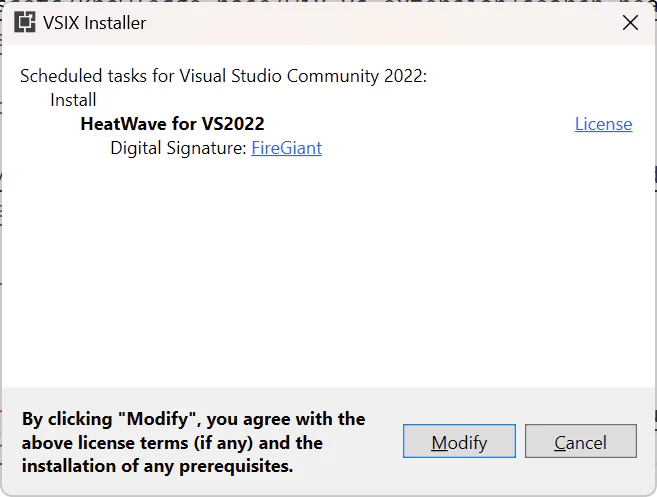 VSIX Installer
Scheduled tasks for Visual Studio Community 2022:
Install
HeatWave for VS2022 License
Digital Signature: FireGiant
By clicking "Modify", you agree with the
above license terms (if any) and the
installation of any prerequisites.
Modify Cancel